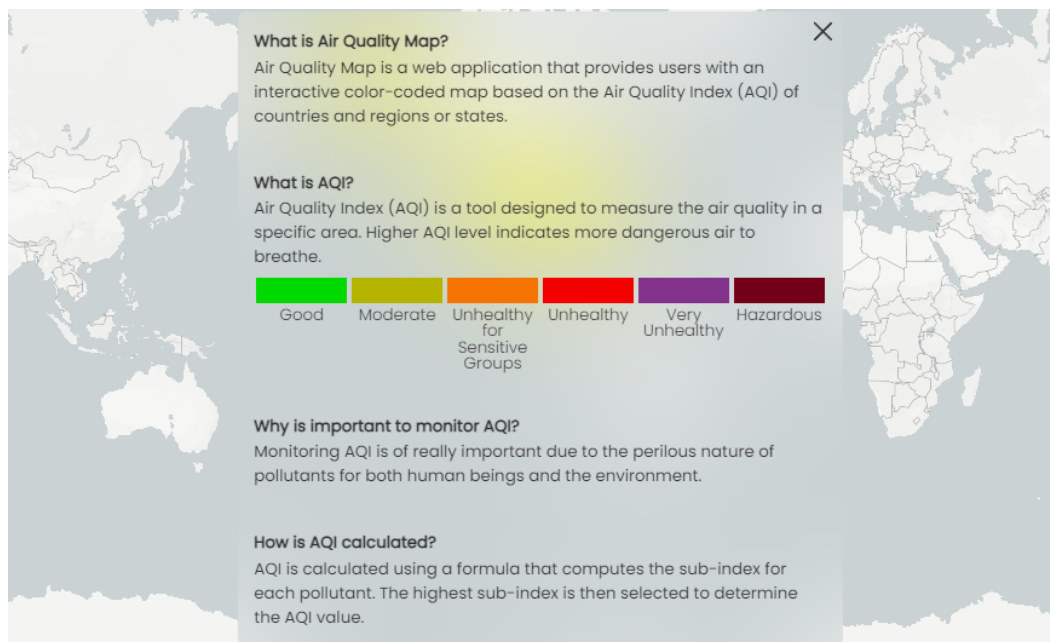 What is Air Quality Map?
Air Quality Map is a web application that provides users with an
interactive color-coded map based on the Air Quality Index (AQI) of
countries and regions or states.
What is AQI?
Air Quality Index (AQI) is a tool designed to measure the air quality in a
specific area. Higher AQI level indicates more dangerous air to
breathe.
Good
Moderate
Unhealthy
for
Sensitive
Groups
Unhealthy
Very
Unhealthy
Hazardous
Why is important to monitor AQI?
Monitoring AQI is of really important due to the perilous nature of
pollutants for both human beings and the environment.
How is AQI calculated?
AQI is calculated using a formula that computes the sub-index for
each pollutant. The highest sub-index is then selected to determine
the AQI value.